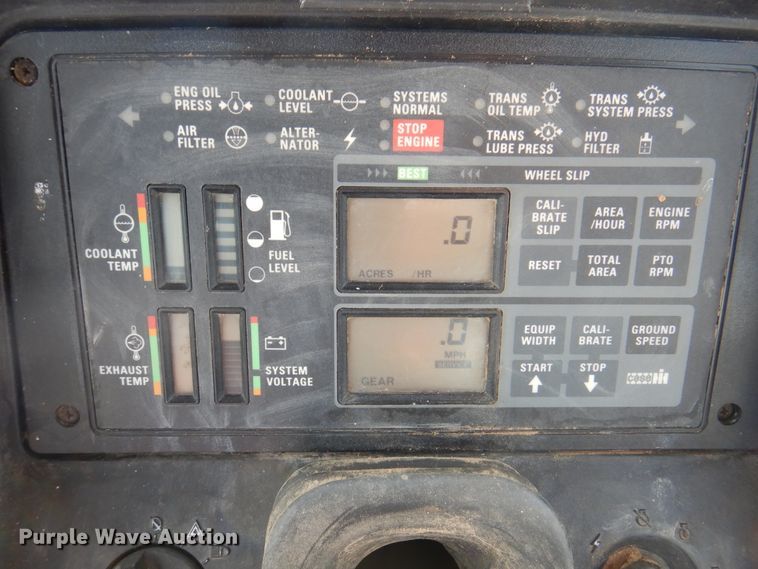 ENG OIL
PRESS
COOLANT
LEVEL
SYSTEMS
NORMAL
TRANS
OIL TEMP
TRANS
SYSTEM PRESS
AIR
FILTER
ALTER-
NATOR
STOP
ENGINE
TRANS
LUBE PRESS
HYD
FILTER
BEST
WHEEL SLIP
COOLANT
TEMP
FUEL
LEVEL
.0
ACRES /HR
CALI-
BRATE
SLIP
AREA
/HOUR
ENGINE
RPM
RESET
TOTAL
AREA
PTO
RPM
EXHAUST
TEMP
SYSTEM
VOLTAGE
.0
MPH
SERVICE
GEAR
EQUIP
WIDTH
CALI-
BRATE
GROUND
SPEED
START
STOP
case IH
Purple Wave Auction